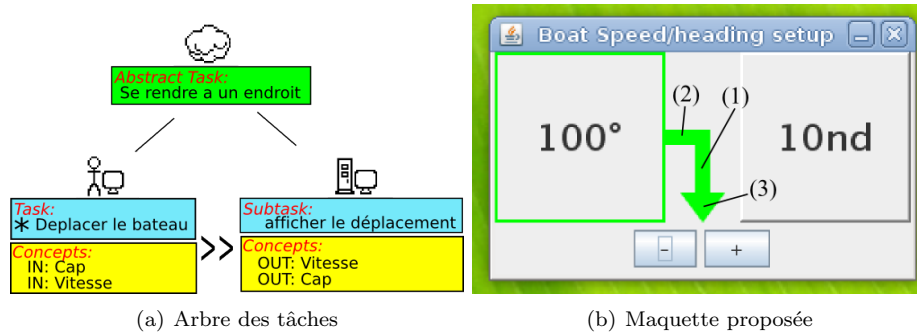 Abstract Task:
Se rendre a un endroit
Task:
* Deplacer le bateau
Concepts:
IN: Cap
IN: Vitesse
>>
Subtask:
afficher le déplacement
Concepts:
OUT: Vitesse
OUT: Cap
(a) Arbre des tâches
Boat Speed/heading setup
100°
(2)
(1)
(3)
10nd
-
+
(b) Maquette proposée